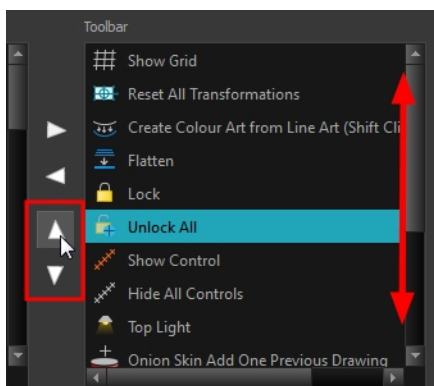 Toolbar
Show Grid
Reset All Transformations
Create Colour Art from Line Art (Shift Cli
Flatten
Lock
Unlock All
Show Control
Hide All Controls
Top Light
Onion Skin Add One Previous Drawing